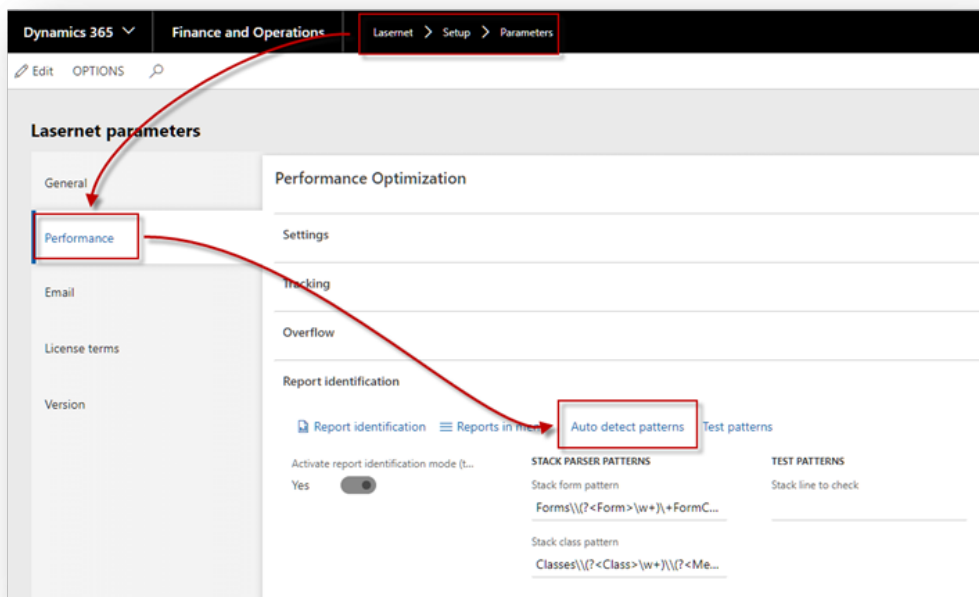 Dynamics 365
Finance and Operations
Lasernet > Setup > Parameters
Edit OPTIONS
Lasernet parameters
General
Performance
Email
License terms
Version
Performance Optimization
Settings
Tracking
Overflow
Report identification
Report identification Reports in Auto detect patterns Test patterns
Activate report identification mode (t...
Yes
STACK PARSER PATTERNS
Stack form pattern
Forms\\(?<Form>\w+)\+FormC...
Stack class pattern
Classes\\(?<Class>\w+)\\(?<Me...
TEST PATTERNS
Stack line to check